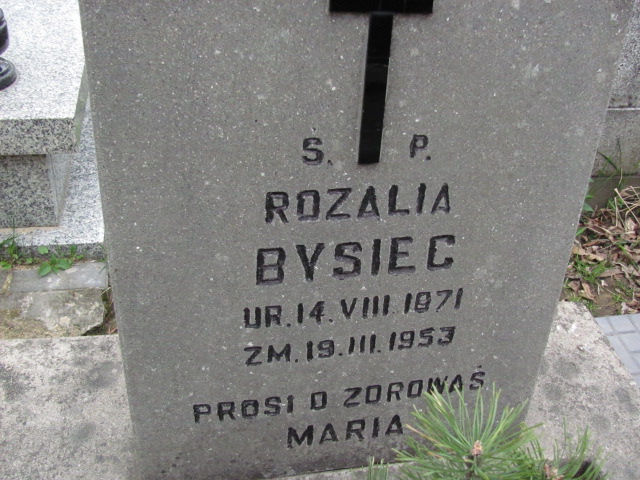 Ś. P.
ROZALIA
BYSIEC
UR. 14. VIII. 1871
ZM. 19. III. 1953
PROSI O ZDROWAŚ
MARIA